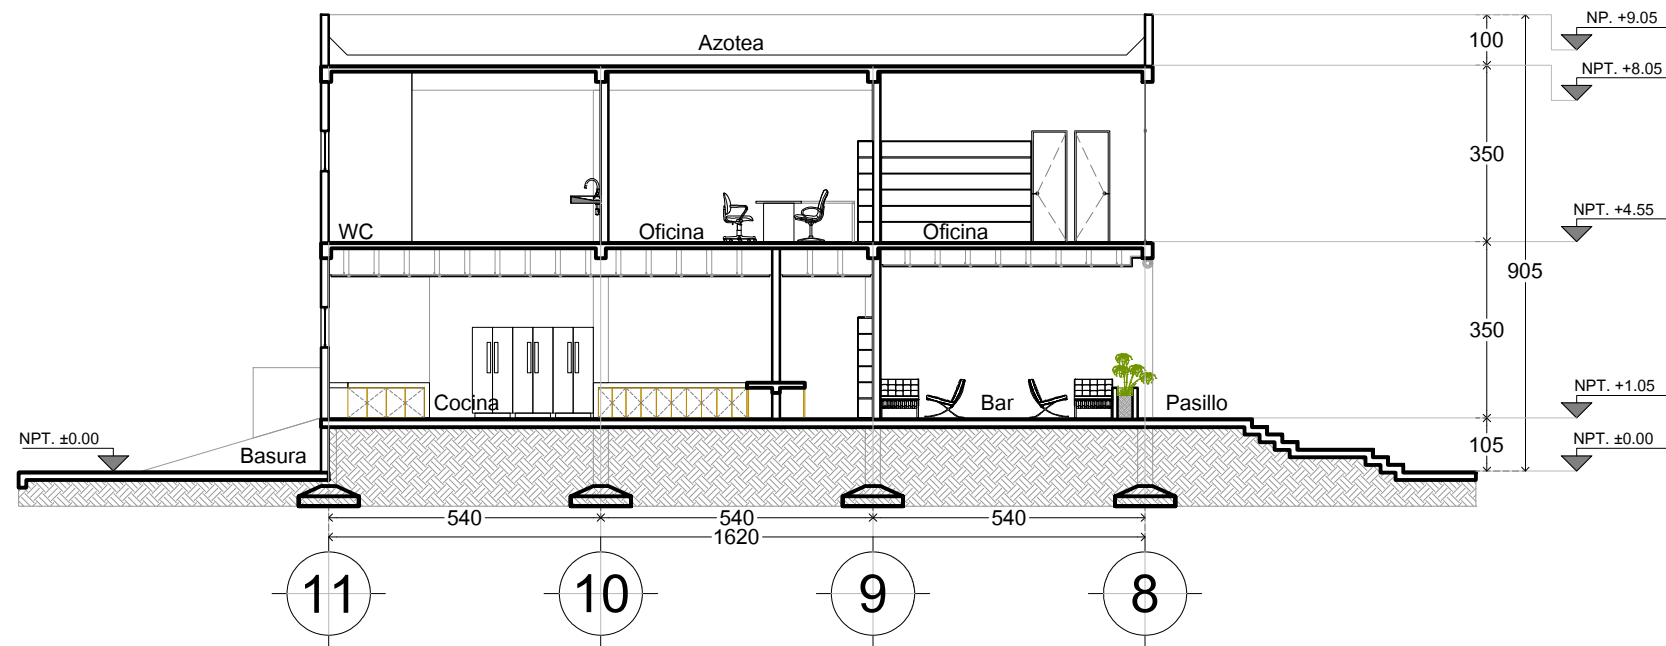 NP. +9.05
Azotea
100
NPT. +8.05
350
WC
Oficina
Oficina
NPT. +4.55
905
350
Cocina
Bar
Pasillo
NPT. +1.05
NPT. ±0.00
Basura
105
NPT. ±0.00
540
540
540
1620
11
10
9
8